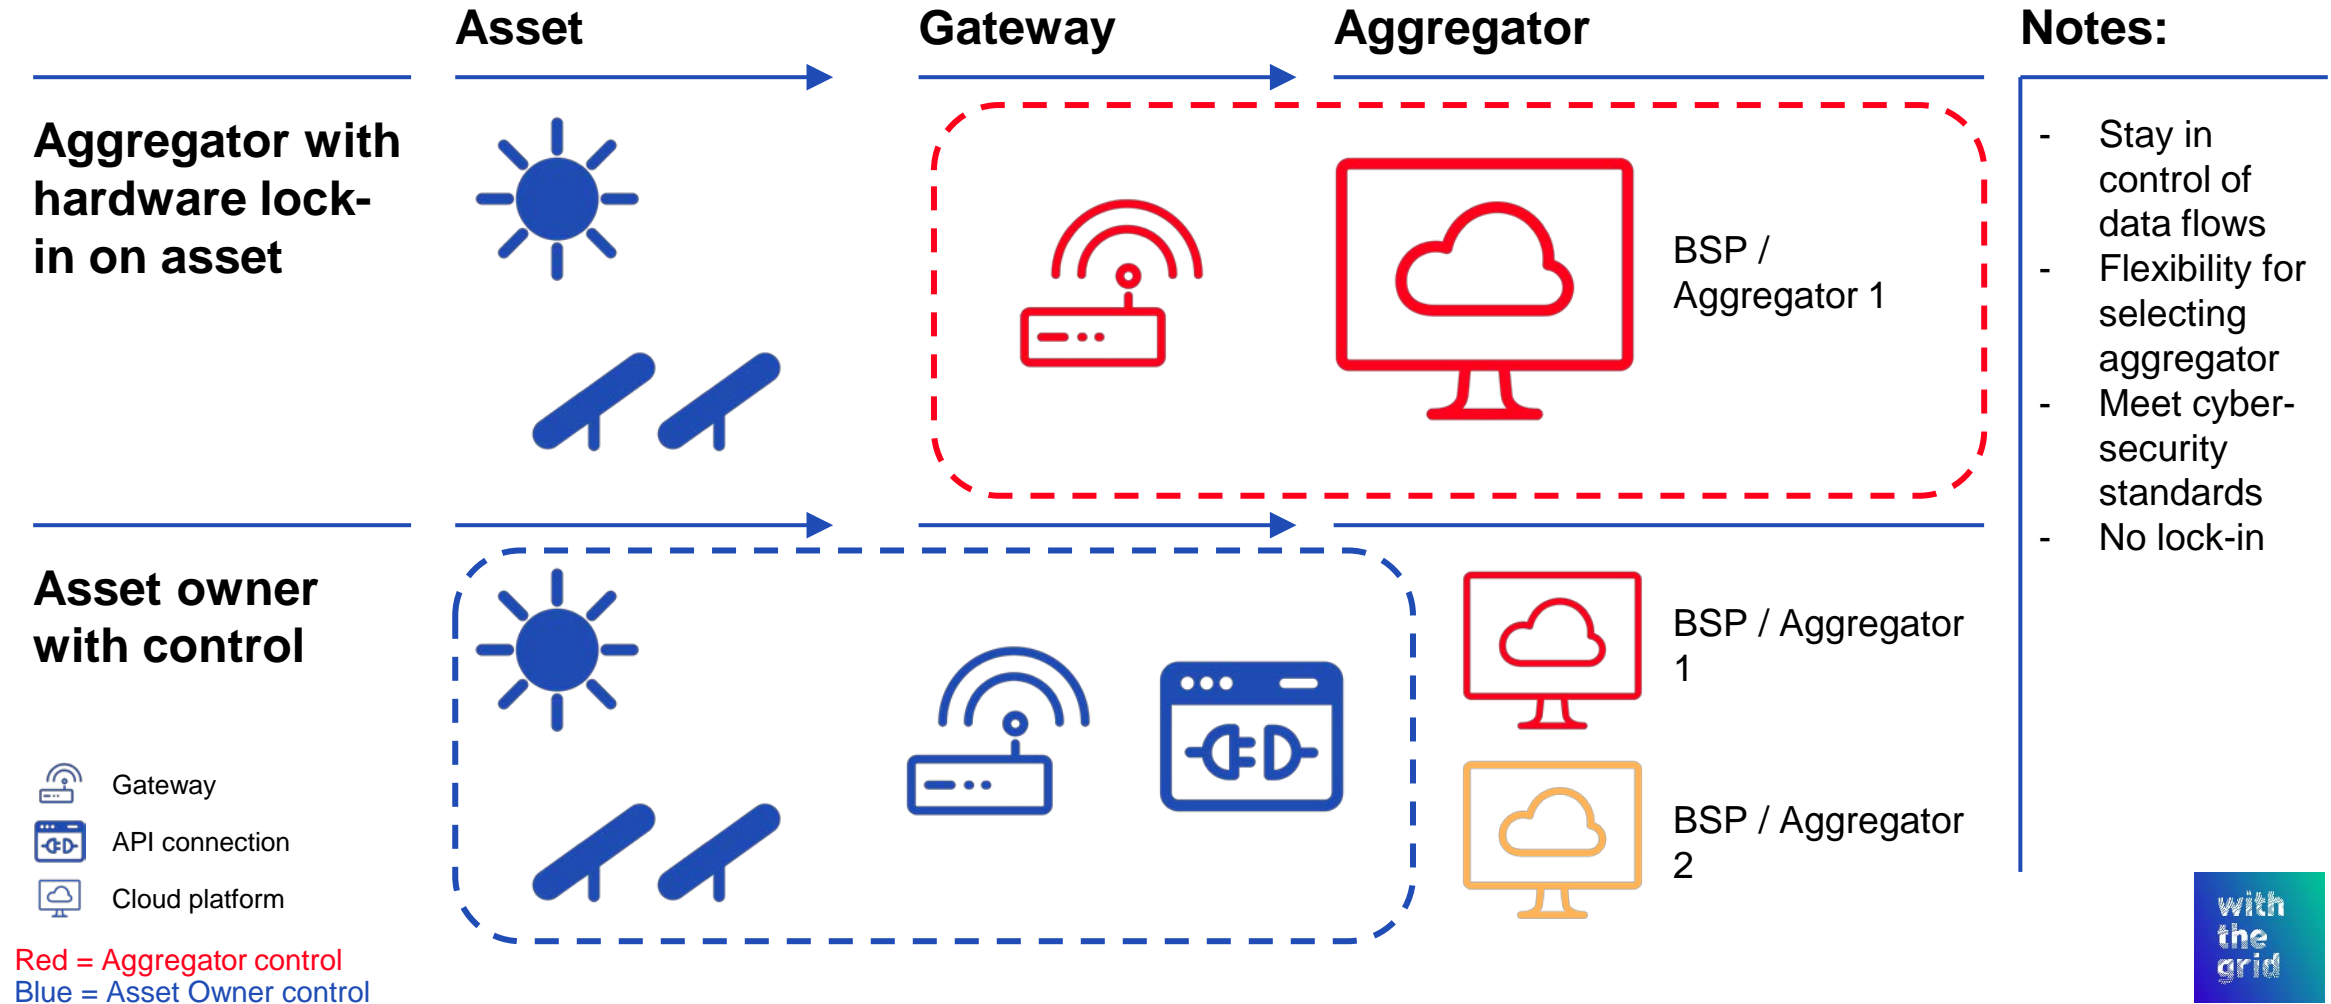 Asset
Gateway
Aggregator
Notes:
Aggregator with
hardware lock-
in on asset
BSP /
Aggregator 1
- Stay in
control of
data flows
- Flexibility for
selecting
aggregator
- Meet cyber-
security
standards
- No lock-in
Asset owner
with control
BSP / Aggregator
1
BSP / Aggregator
2
Gateway
API connection
Cloud platform
Red = Aggregator control
Blue = Asset Owner control
with
the
grid